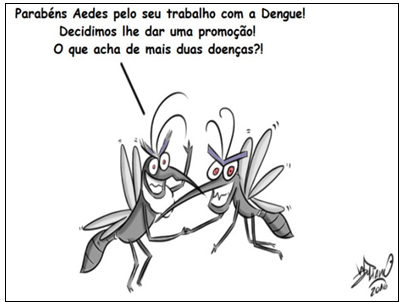 Parabéns Aedes pelo seu trabalho com a Dengue!
Decidimos lhe dar uma promoção!
O que acha de mais duas doenças?!